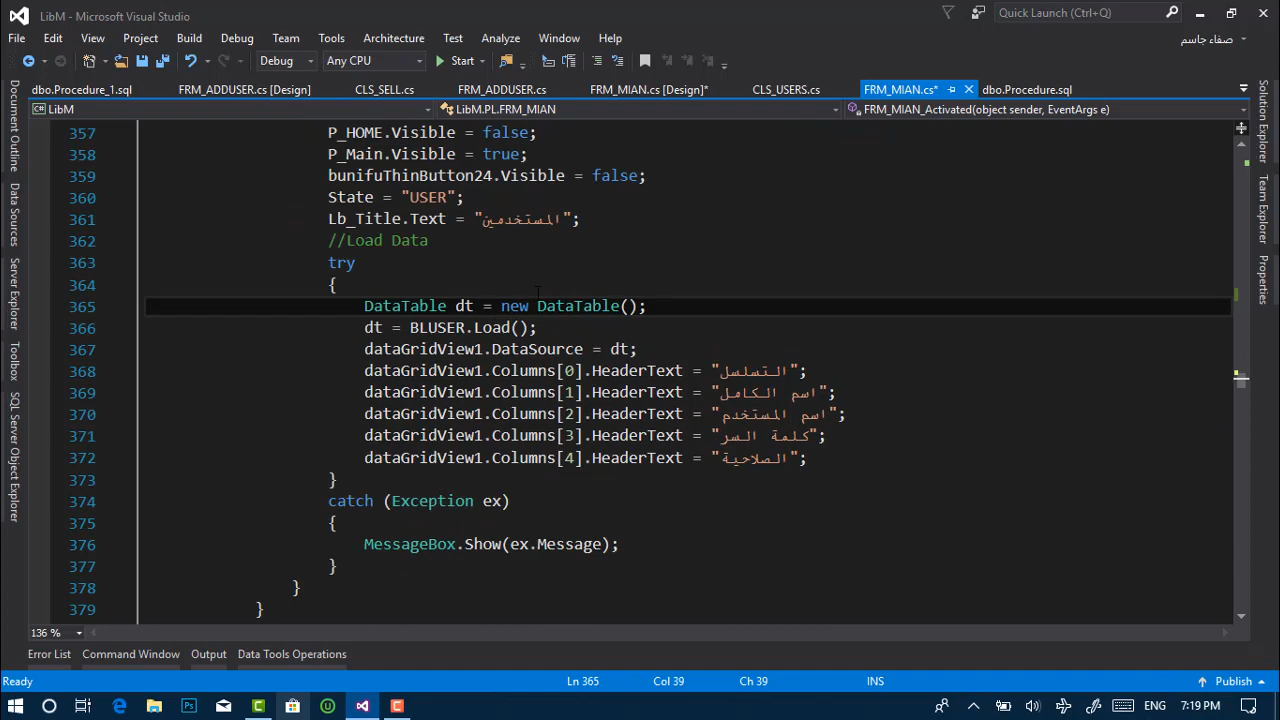 LibM - Microsoft Visual Studio
Quick Launch (Ctrl+Q)
File Edit View Project Build Debug Team Tools Architecture Test Analyze Window Help
صفاء جاسم
Debug Any CPU Start
dbo.Procedure_1.sql FRM_ADDUSER.cs [Design] CLS_SELL.cs FRM_ADDUSER.cs FRM_MIAN.cs [Design]* CLS_USERS.cs FRM_MIAN.cs* dbo.Procedure.sql
LibM LibM.PL.FRM_MIAN FRM_MIAN_Activated(object sender, EventArgs e)
Document Outline
Data Sources
Server Explorer
Toolbox
SQL Server Object Explorer
357 P_HOME.Visible = false;
358 P_Main.Visible = true;
359 bunifuThinButton24.Visible = false;
360 State = "USER";
361 Lb_Title.Text = "المستخدمين";
362 //Load Data
363 try
364 {
365 DataTable dt = new DataTable();
366 dt = BLUSER.Load();
367 dataGridView1.DataSource = dt;
368 dataGridView1.Columns[0].HeaderText = "التسلسل";
369 dataGridView1.Columns[1].HeaderText = "اسم الكامل";
370 dataGridView1.Columns[2].HeaderText = "اسم المستخدم";
371 dataGridView1.Columns[3].HeaderText = "كلمة السر";
372 dataGridView1.Columns[4].HeaderText = "الصلاحية";
373 }
374 catch (Exception ex)
375 {
376 MessageBox.Show(ex.Message);
377 }
378 }
379 }
Solution Explorer
Team Explorer
Properties
136 %
Error List Command Window Output Data Tools Operations
Ready Ln 365 Col 39 Ch 39 INS Publish
ENG 7:19 PM